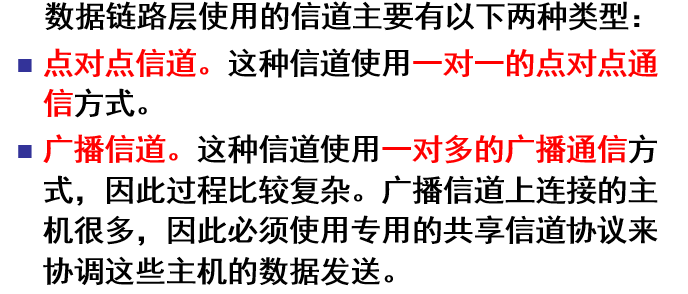 数据链路层使用的信道主要有以下两种类型：
点对点信道。这种信道使用一对一的点对点通
信方式。
广播信道。这种信道使用一对多的广播通信方
式，因此过程比较复杂。广播信道上连接的主
机很多，因此必须使用专用的共享信道协议来
协调这些主机的数据发送。